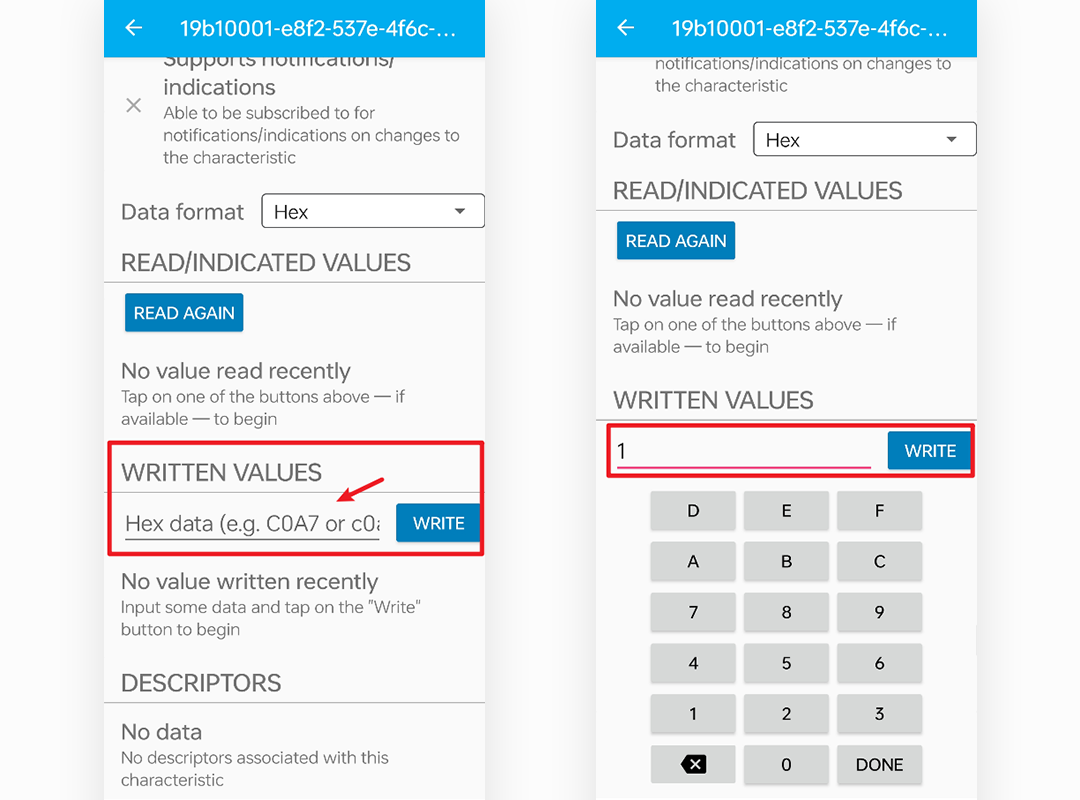 19b10001-e8f2-537e-4f6c-...
Supports notifications/
indications
Able to be subscribed to for
notifications/indications on changes to
the characteristic
Data format
Hex
READ/INDICATED VALUES
READ AGAIN
No value read recently
Tap on one of the buttons above — if
available — to begin
WRITTEN VALUES
Hex data (e.g. C0A7 or c0a
WRITE
No value written recently
Input some data and tap on the "Write"
button to begin
DESCRIPTORS
No data
No descriptors associated with this
characteristic
19b10001-e8f2-537e-4f6c-...
notifications/indications on changes to
the characteristic
Data format
Hex
READ/INDICATED VALUES
READ AGAIN
No value read recently
Tap on one of the buttons above — if
available — to begin
WRITTEN VALUES
1
WRITE
D E F
A B C
7 8 9
4 5 6
1 2 3
0 DONE